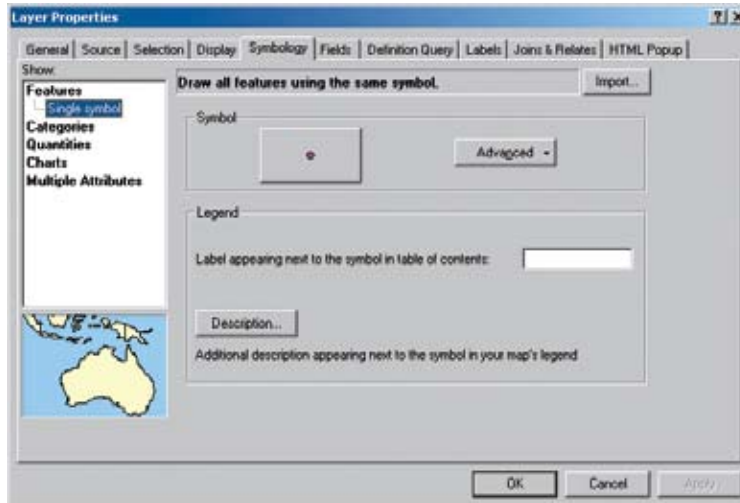 Layer Properties
General Source Selection Display Symbology Fields Definition Query Labels Joins & Relates HTML Popup
Show:
Features
Single symbol
Categories
Quantities
Charts
Multiple Attributes
Draw all features using the same symbol.
Import...
Symbol
Advanced
Legend
Label appearing next to the symbol in table of contents:
Description...
Additional description appearing next to the symbol in your map's legend
OK
Cancel
Apply